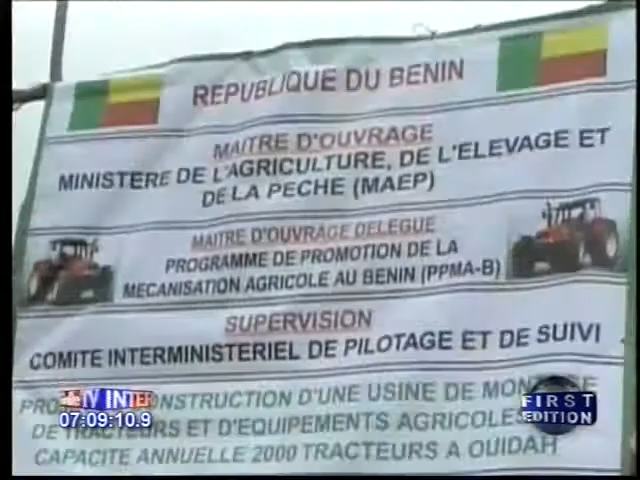 REPUBLIQUE DU BENIN
MAITRE D'OUVRAGE
MINISTERE DE L'AGRICULTURE, DE L'ELEVAGE ET
DE LA PECHE (MAEP)
MAITRE D'OUVRAGE DELEGUE
PROGRAMME DE PROMOTION DE LA
MECANISATION AGRICOLE AU BENIN (PPMA-B)
SUPERVISION
COMITE INTERMINISTERIEL DE PILOTAGE ET DE SUIVI
D'UNE USINE DE
DE TRACTEURS ET D'EQUIPEMENTS AGRICOLES
CAPACITE ANNUELLE 2000 TRACTEURS A OUIDAH
TV INTER
07:09:10.9
FIRST
EDITION